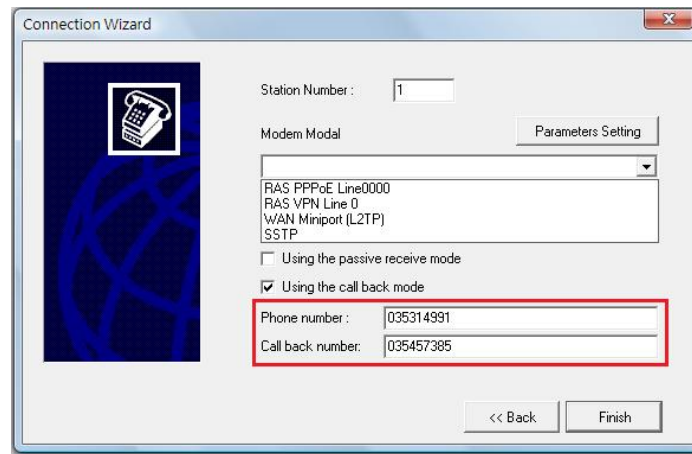 Connection Wizard
Station Number : 1
Modem Modal Parameters Setting
RAS PPPoE Line0000
RAS VPN Line 0
WAN Miniport (L2TP)
SSTP
Using the passive receive mode
Using the call back mode
Phone number : 035314991
Call back number: 035457385
<< Back Finish